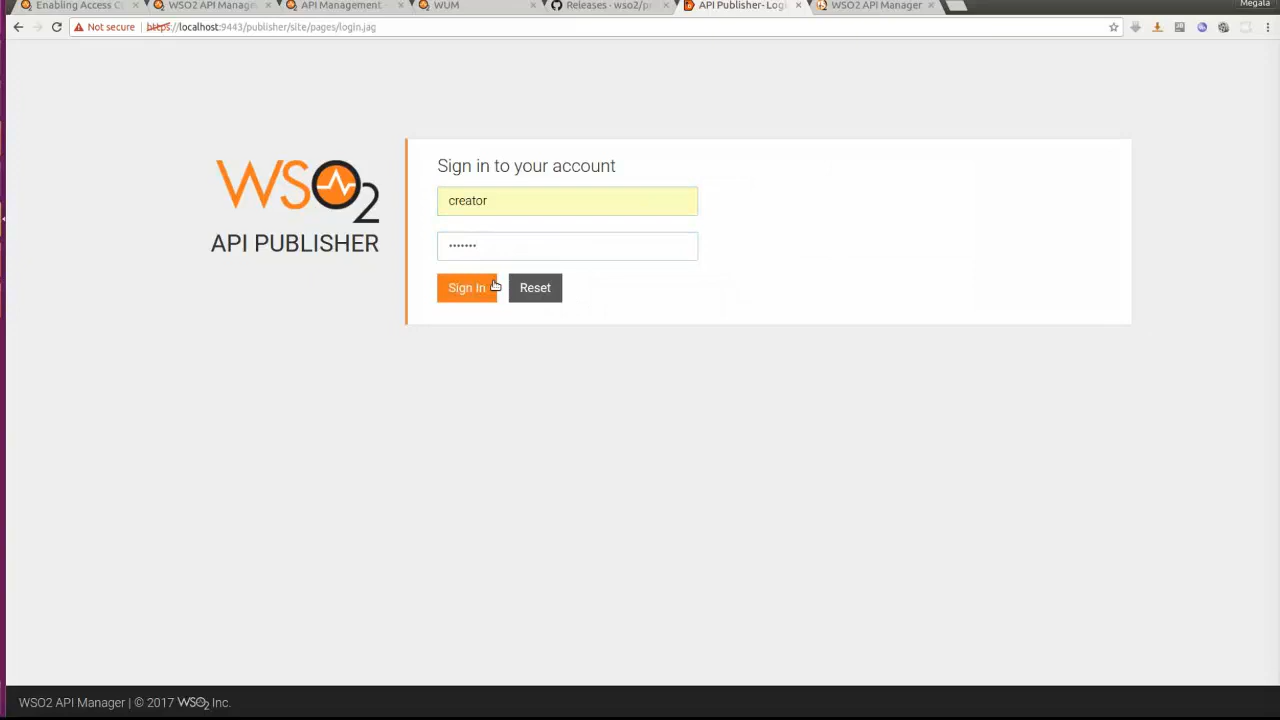 Enabling Access C
WSO2 API Manag
API Management
WUM
Releases · wso2/pr
API Publisher- Logi
WSO2 API Manager
Megala
Not secure
https://localhost:9443/publisher/site/pages/login.jag
WSO2
API PUBLISHER
Sign in to your account
creator
•••••••
Sign In
Reset
WSO2 API Manager | © 2017 WSO2 Inc.